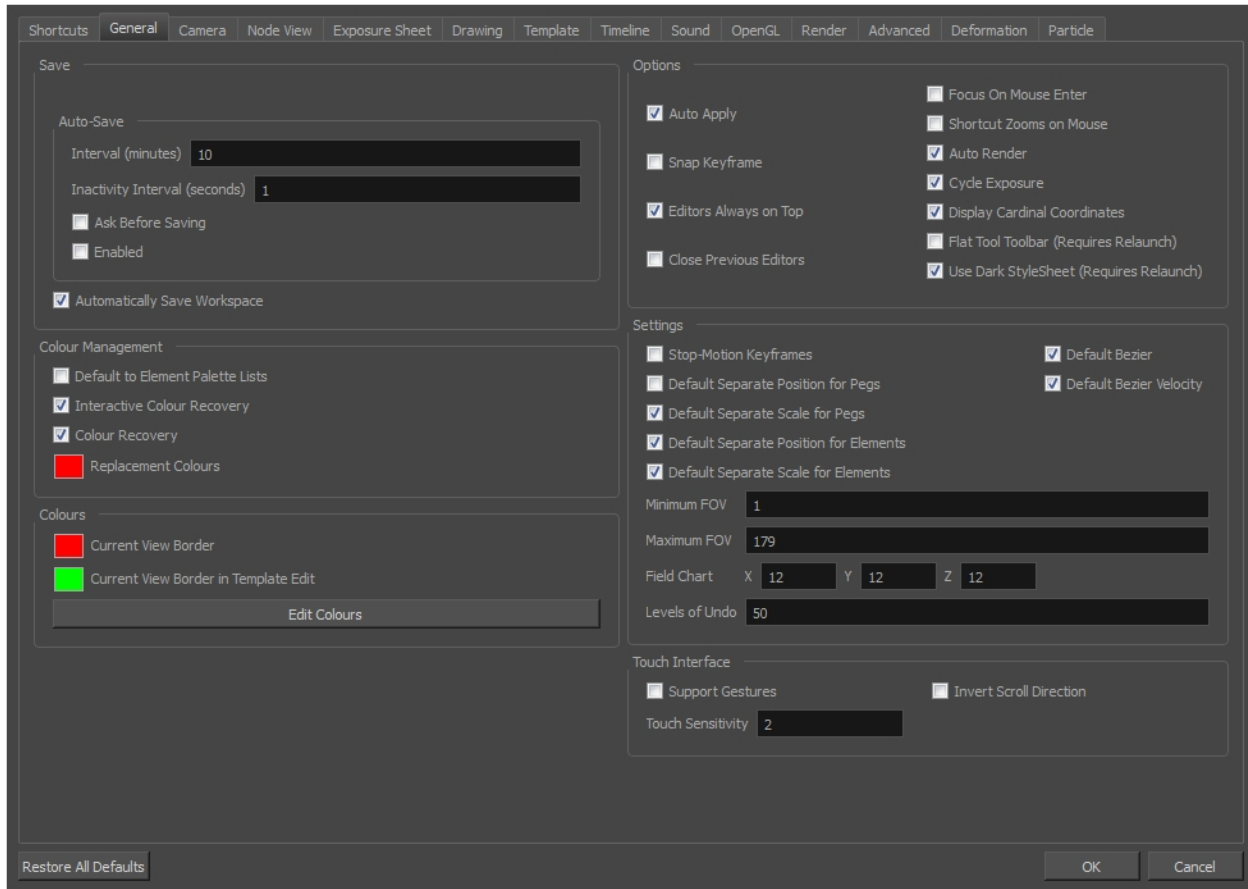 Shortcuts General Camera Node View Exposure Sheet Drawing Template Timeline Sound OpenGL Render Advanced Deformation Particle
Save
Auto-Save
Interval (minutes) 10
Inactivity Interval (seconds) 1
Ask Before Saving
Enabled
Automatically Save Workspace
Colour Management
Default to Element Palette Lists
Interactive Colour Recovery
Colour Recovery
Replacement Colours
Colours
Current View Border
Current View Border in Template Edit
Edit Colours
Options
Auto Apply
Snap Keyframe
Editors Always on Top
Close Previous Editors
Focus On Mouse Enter
Shortcut Zooms on Mouse
Auto Render
Cycle Exposure
Display Cardinal Coordinates
Flat Tool Toolbar (Requires Relaunch)
Use Dark StyleSheet (Requires Relaunch)
Settings
Stop-Motion Keyframes Default Bezier
Default Separate Position for Pegs Default Bezier Velocity
Default Separate Scale for Pegs
Default Separate Position for Elements
Default Separate Scale for Elements
Minimum FOV 1
Maximum FOV 179
Field Chart X 12 Y 12 Z 12
Levels of Undo 50
Touch Interface
Support Gestures Invert Scroll Direction
Touch Sensitivity 2
Restore All Defaults OK Cancel